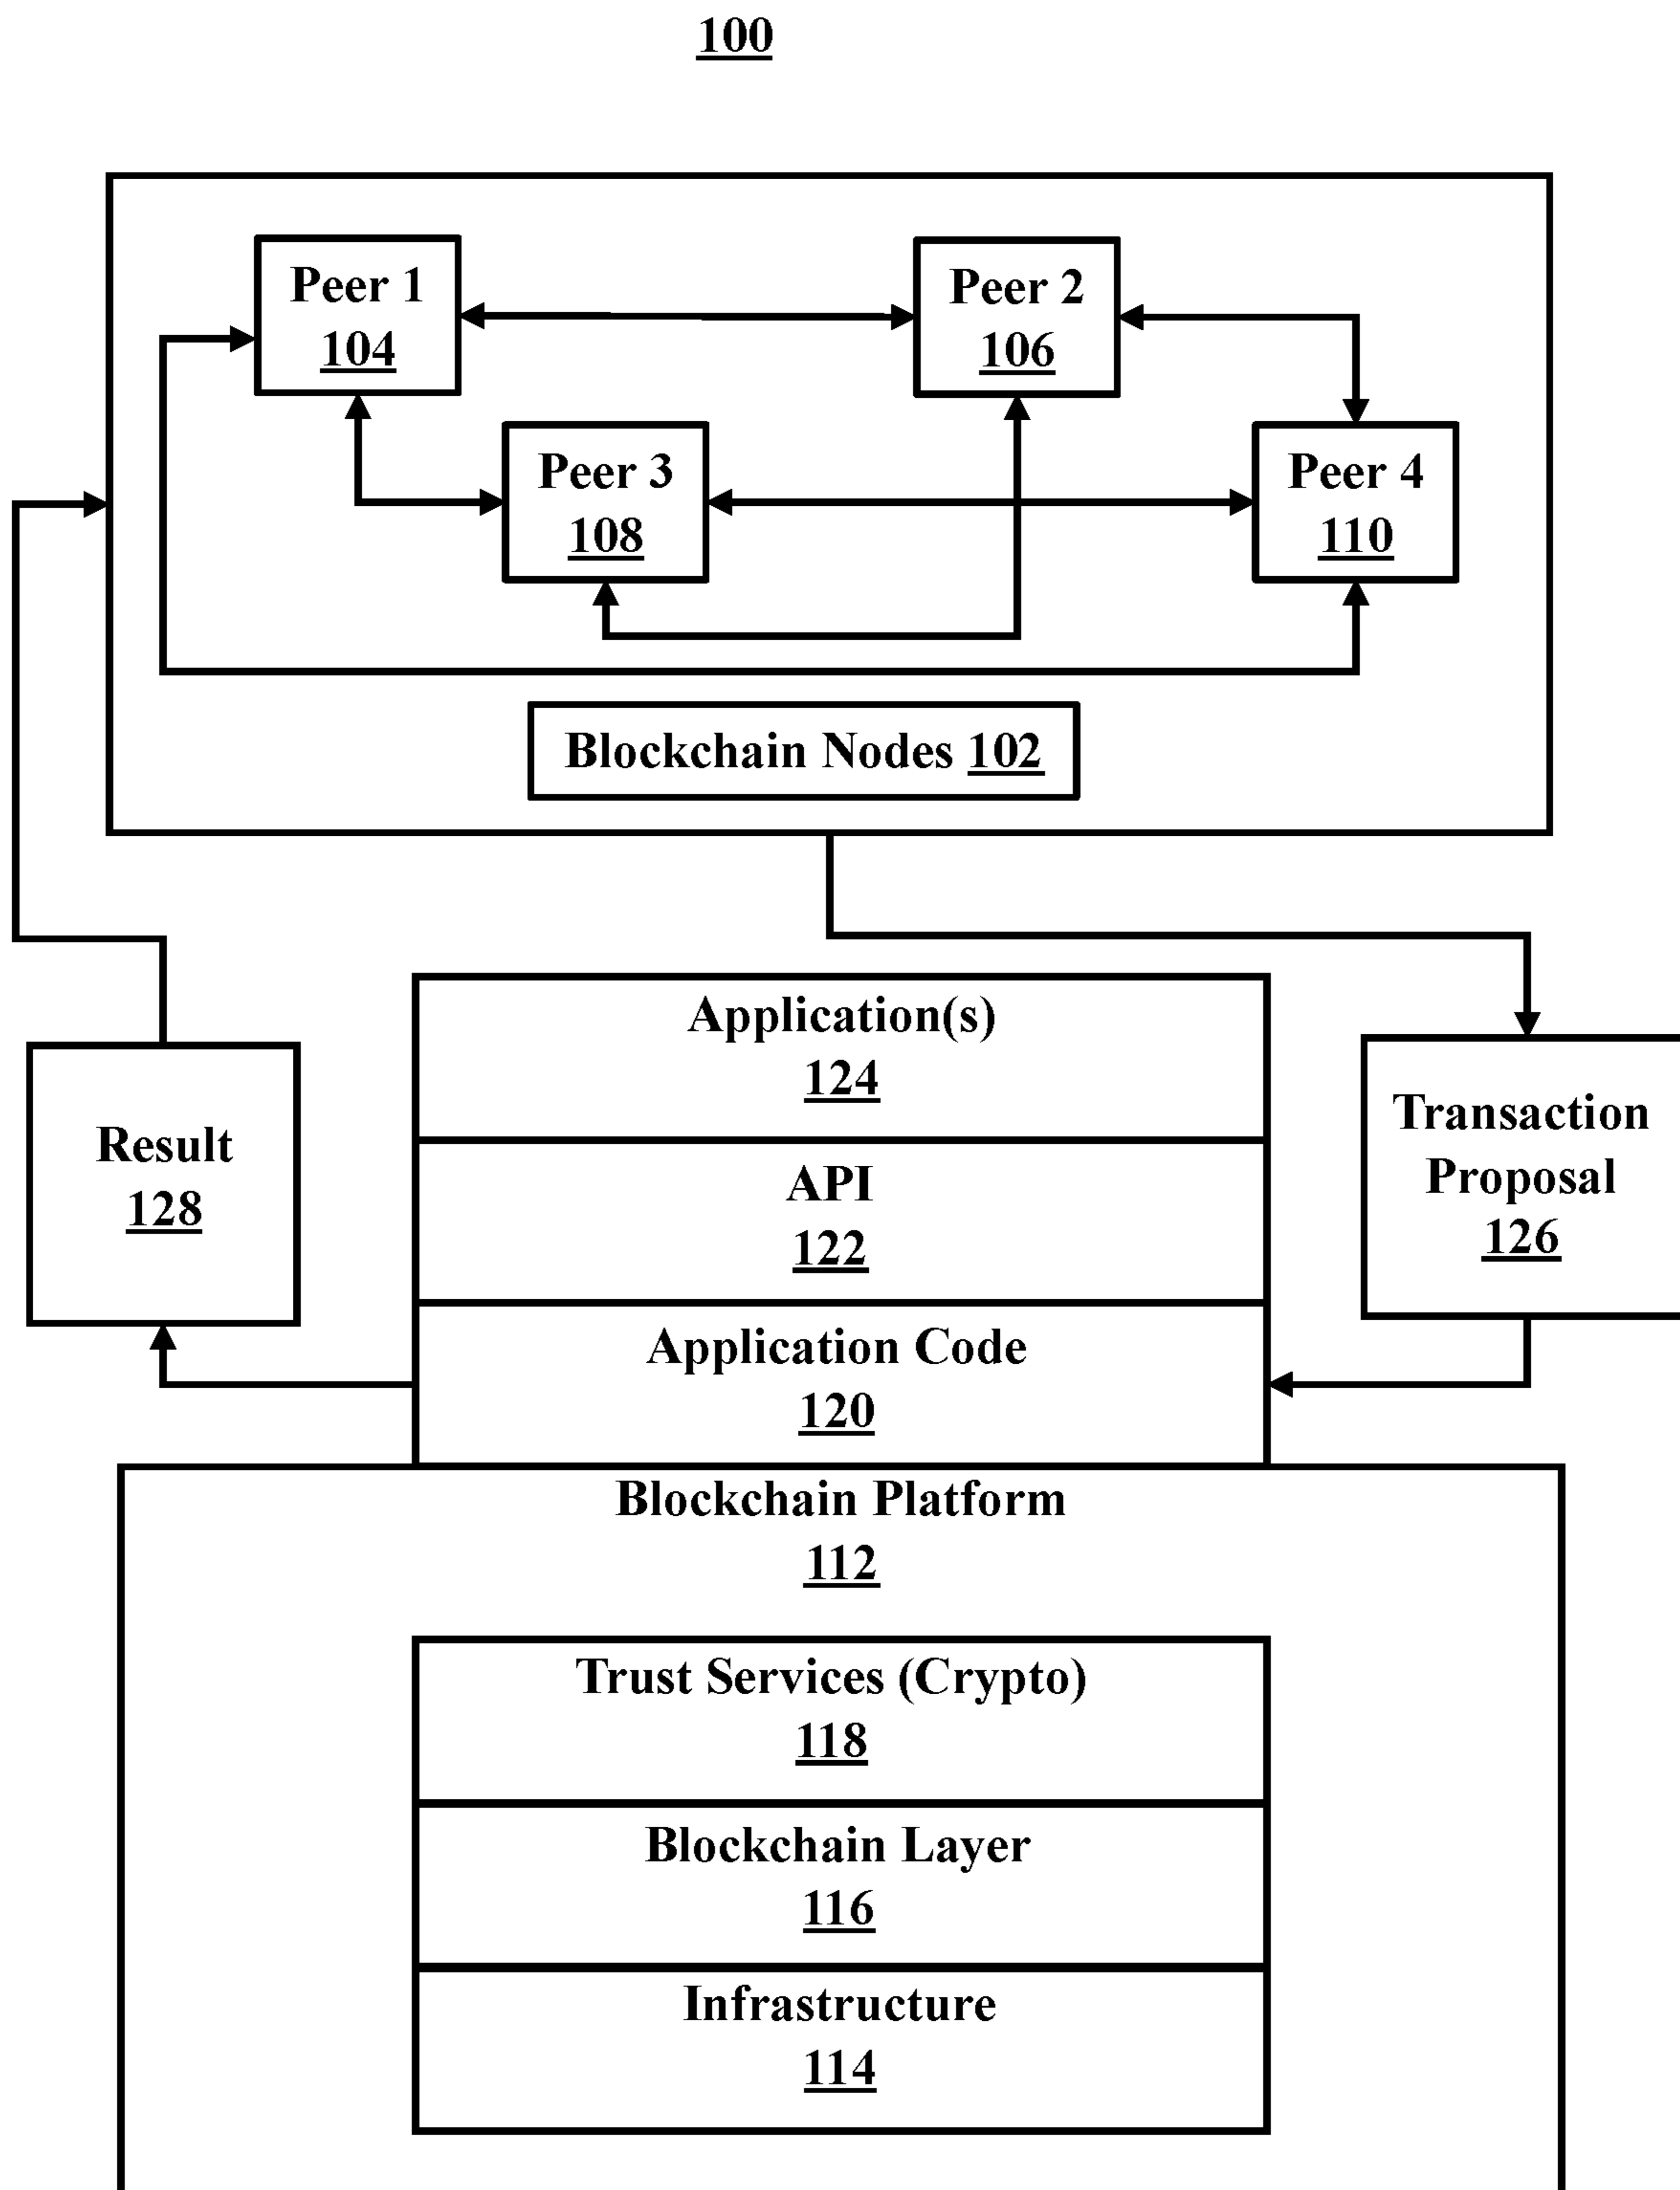 100
Peer 1
104
Peer 2
106
Peer 3
108
Peer 4
110
Blockchain Nodes 102
Application(s)
124
API
122
Application Code
120
Result
128
Transaction
Proposal
126
Blockchain Platform
112
Trust Services (Crypto)
118
Blockchain Layer
116
Infrastructure
114